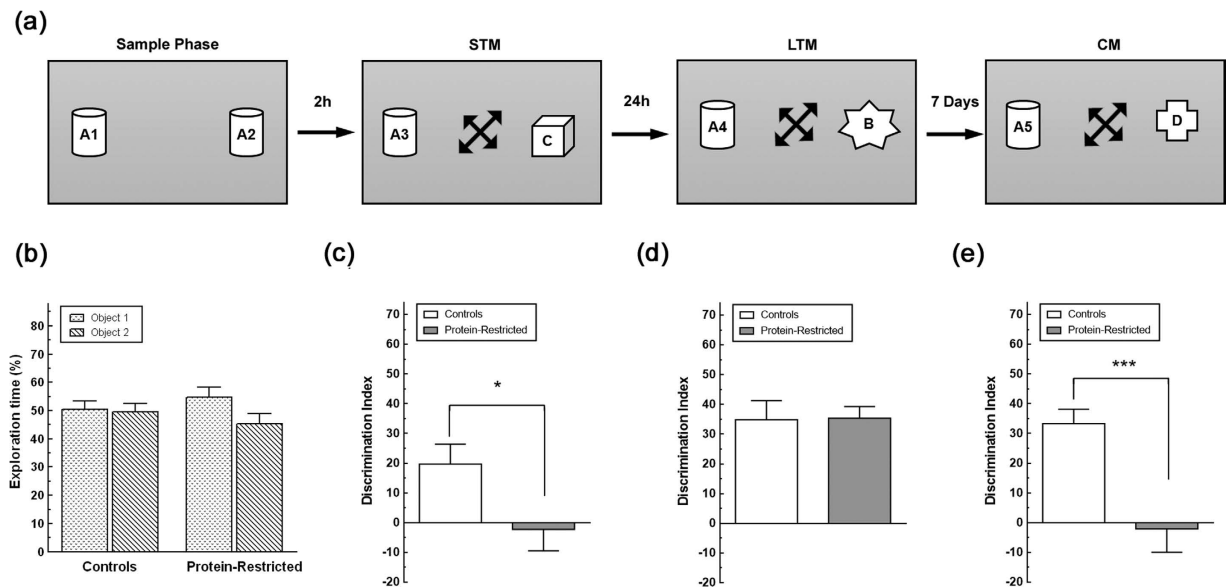 (a)
Sample Phase
STM
LTM
CM
A1
A2
2h
A3
C
24h
A4
B
7 Days
A5
D
(b)
Object 1
Object 2
Exploration time (%)
80
70
60
50
40
30
20
10
0
Controls
Protein-Restricted
(c)
Controls
Protein-Restricted
Discrimination Index
70
60
50
40
30
20
10
0
-10
-20
*
(d)
Controls
Protein-Restricted
Discrimination Index
70
60
50
40
30
20
10
0
-10
-20
(e)
Controls
Protein-Restricted
Discrimination Index
70
60
50
40
30
20
10
0
-10
-20
***